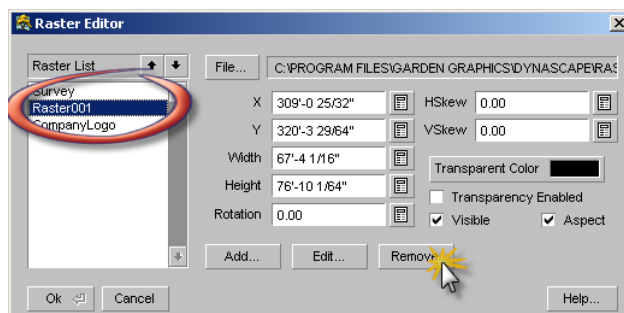 Raster Editor
Raster List
Survey
Raster001
CompanyLogo
File...
C:\PROGRAM FILES\GARDEN GRAPHICS\DYNASCAPE\RAS
X
309'-0 25/32"
HSkew
0.00
Y
320'-3 29/64"
VSkew
0.00
Width
67'-4 1/16"
Transparent Color
Height
76'-10 1/64"
Transparency Enabled
Rotation
0.00
Visible
Aspect
Add...
Edit...
Remove
Ok
Cancel
Help...